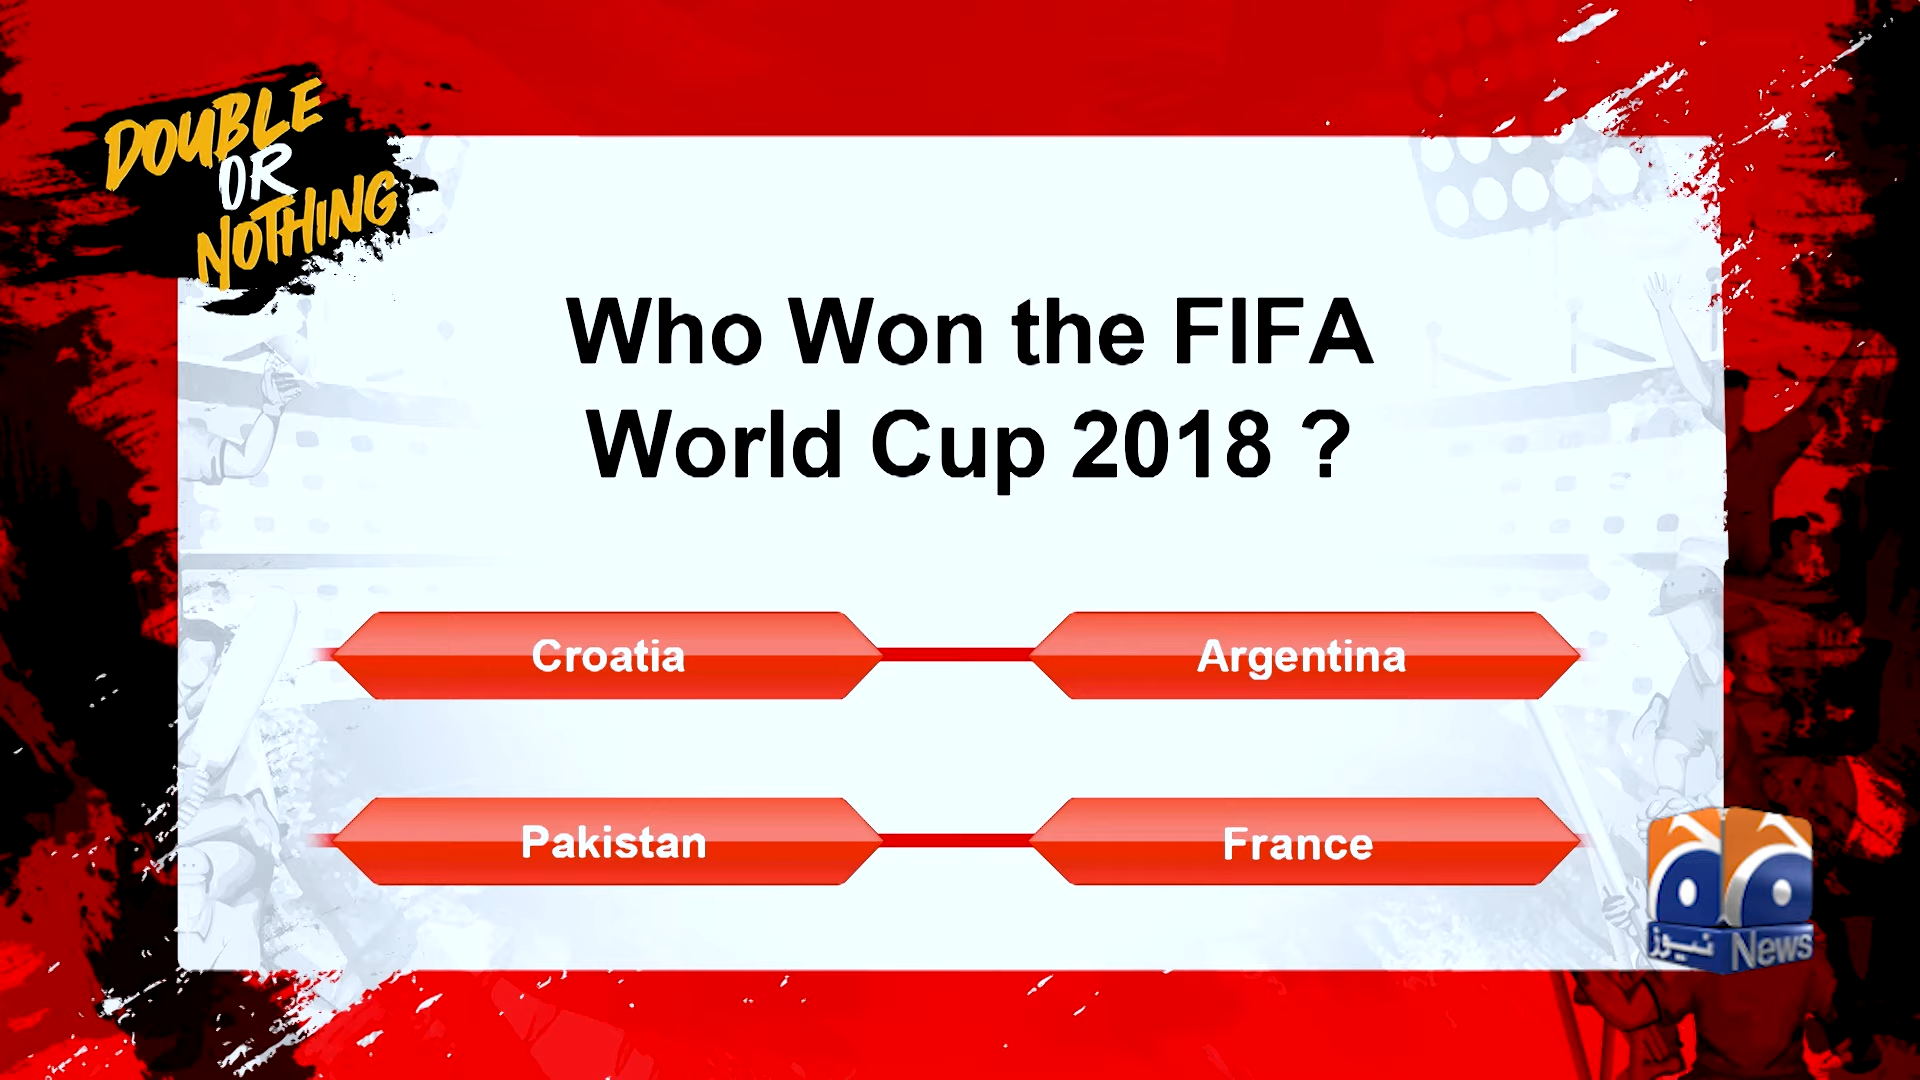 DOUBLE
OR
NOTHING
Who Won the FIFA
World Cup 2018 ?
Croatia
Argentina
Pakistan
France
نیوز News